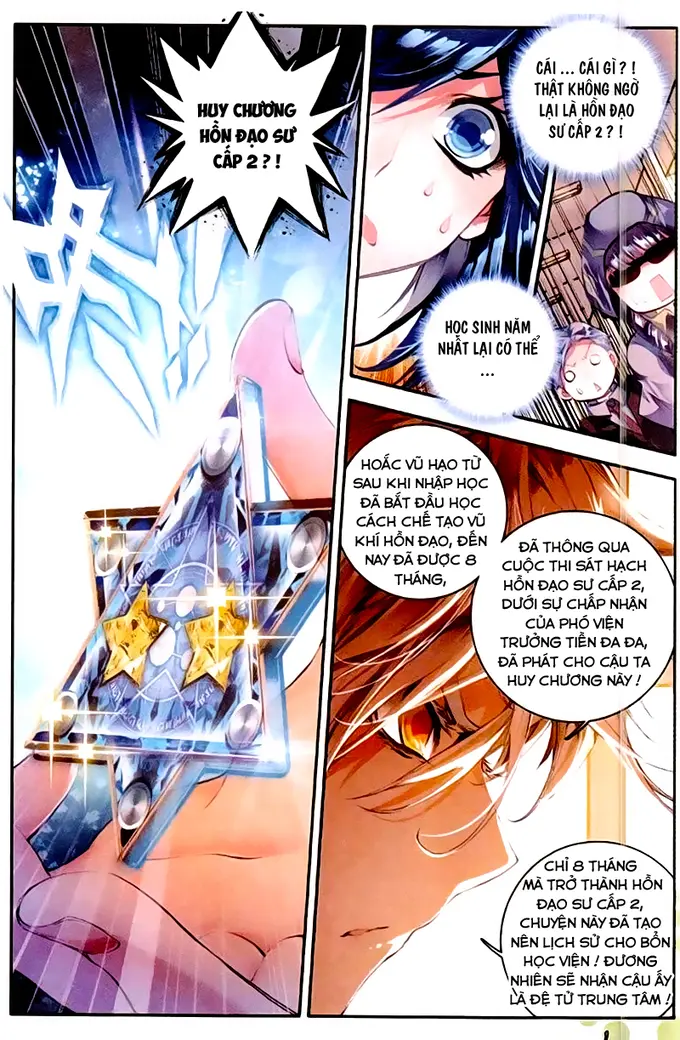 HUY CHƯƠNG
HỒN ĐẠO SƯ
CẤP 2 ? !
CÁI ... CÁI GÌ ? !
THẬT KHÔNG NGỜ
LẠI LÀ HỒN ĐẠO
SƯ CẤP 2 ? !
HỌC SINH NĂM
NHẤT LẠI CÓ THỂ
...
HOẮC VŨ HẠO TỪ
SAU KHI NHẬP HỌC
ĐÃ BẮT ĐẦU HỌC
CÁCH CHẾ TẠO VŨ
KHÍ HỒN ĐẠO, ĐẾN
NAY ĐÃ ĐƯỢC 8
THÁNG,
ĐÃ THÔNG QUA
CUỘC THI SÁT HẠCH
HỒN ĐẠO SƯ CẤP 2,
DƯỚI SỰ CHẤP NHẬN
CỦA PHÓ VIỆN
TRƯỞNG TIỀN ĐA ĐA,
ĐÃ PHÁT CHO CẬU TA
HUY CHƯƠNG NÀY !
CHỈ 8 THÁNG
MÀ TRỞ THÀNH HỒN
ĐẠO SƯ CẤP 2,
CHUYỆN NÀY ĐÃ TẠO
NÊN LỊCH SỬ CHO BỔN
HỌC VIỆN ! ĐƯƠNG
NHIÊN SẼ NHẬN CẬU ẤY
LÀ ĐỆ TỬ TRUNG TÂM !